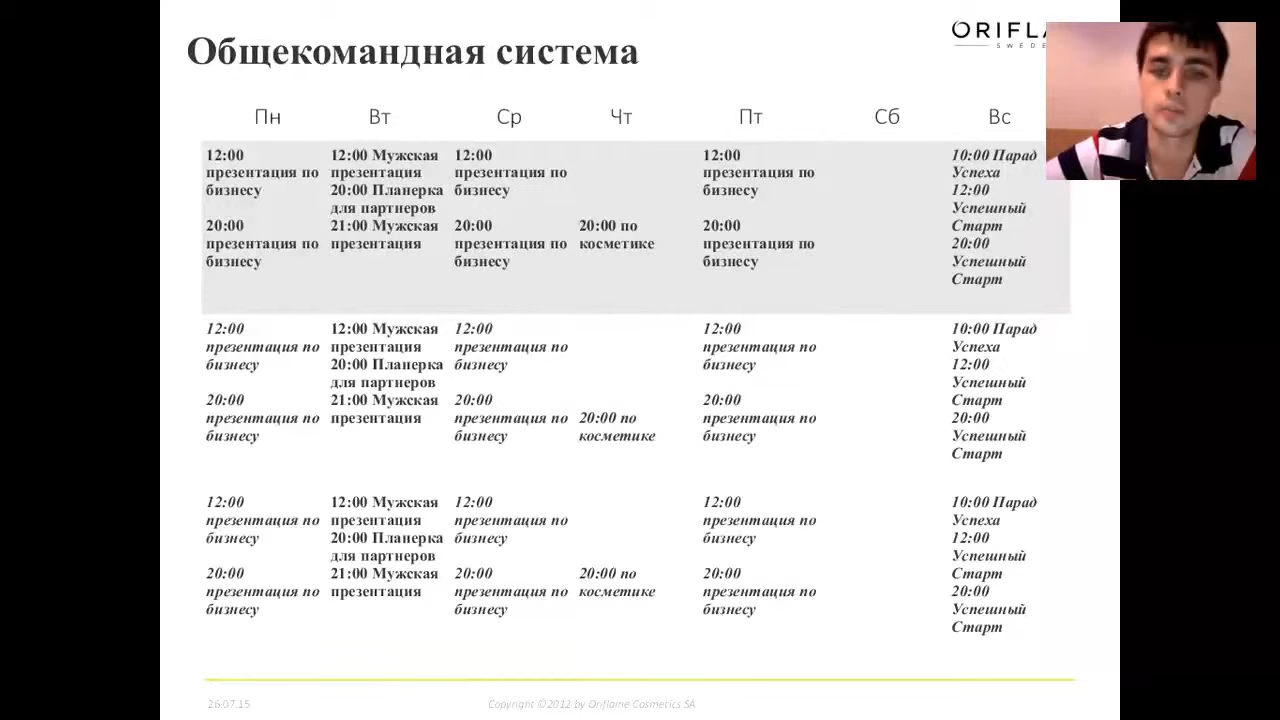 Общекомандная система
ORIFLA
SWEDE
Пн Вт Ср Чт Пт Сб Вс
12:00
презентация по
бизнесу
20:00
презентация по
бизнесу
12:00 Мужская
презентация
20:00 Планерка
для партнеров
21:00 Мужская
презентация
12:00
презентация по
бизнесу
20:00
презентация по
бизнесу
20:00 по
косметике
12:00
презентация по
бизнесу
20:00
презентация по
бизнесу
10:00 Парад
Успеха
12:00
Успешный
Старт
20:00
Успешный
Старт
12:00
презентация по
бизнесу
20:00
презентация по
бизнесу
12:00 Мужская
презентация
20:00 Планерка
для партнеров
21:00 Мужская
презентация
12:00
презентация по
бизнесу
20:00
презентация по
бизнесу
20:00 по
косметике
12:00
презентация по
бизнесу
20:00
презентация по
бизнесу
10:00 Парад
Успеха
12:00
Успешный
Старт
20:00
Успешный
Старт
12:00
презентация по
бизнесу
20:00
презентация по
бизнесу
12:00 Мужская
презентация
20:00 Планерка
для партнеров
21:00 Мужская
презентация
12:00
презентация по
бизнесу
20:00
презентация по
бизнесу
20:00 по
косметике
12:00
презентация по
бизнесу
20:00
презентация по
бизнесу
10:00 Парад
Успеха
12:00
Успешный
Старт
20:00
Успешный
Старт
26.07.15
Copyright ©2012 by Oriflame Cosmetics SA